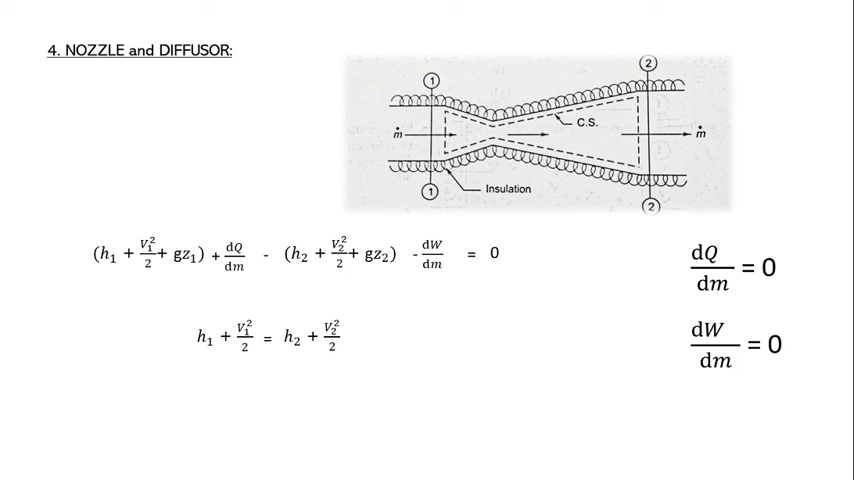 4. NOZZLE and DIFFUSOR:
1
2
C.S.
ṁ
ṁ
Insulation
1
2
(h₁ + V₁²/2 + gz₁) + dQ/dm - (h₂ + V₂²/2 + gz₂) - dW/dm = 0
dQ/dm = 0
h₁ + V₁²/2 = h₂ + V₂²/2
dW/dm = 0